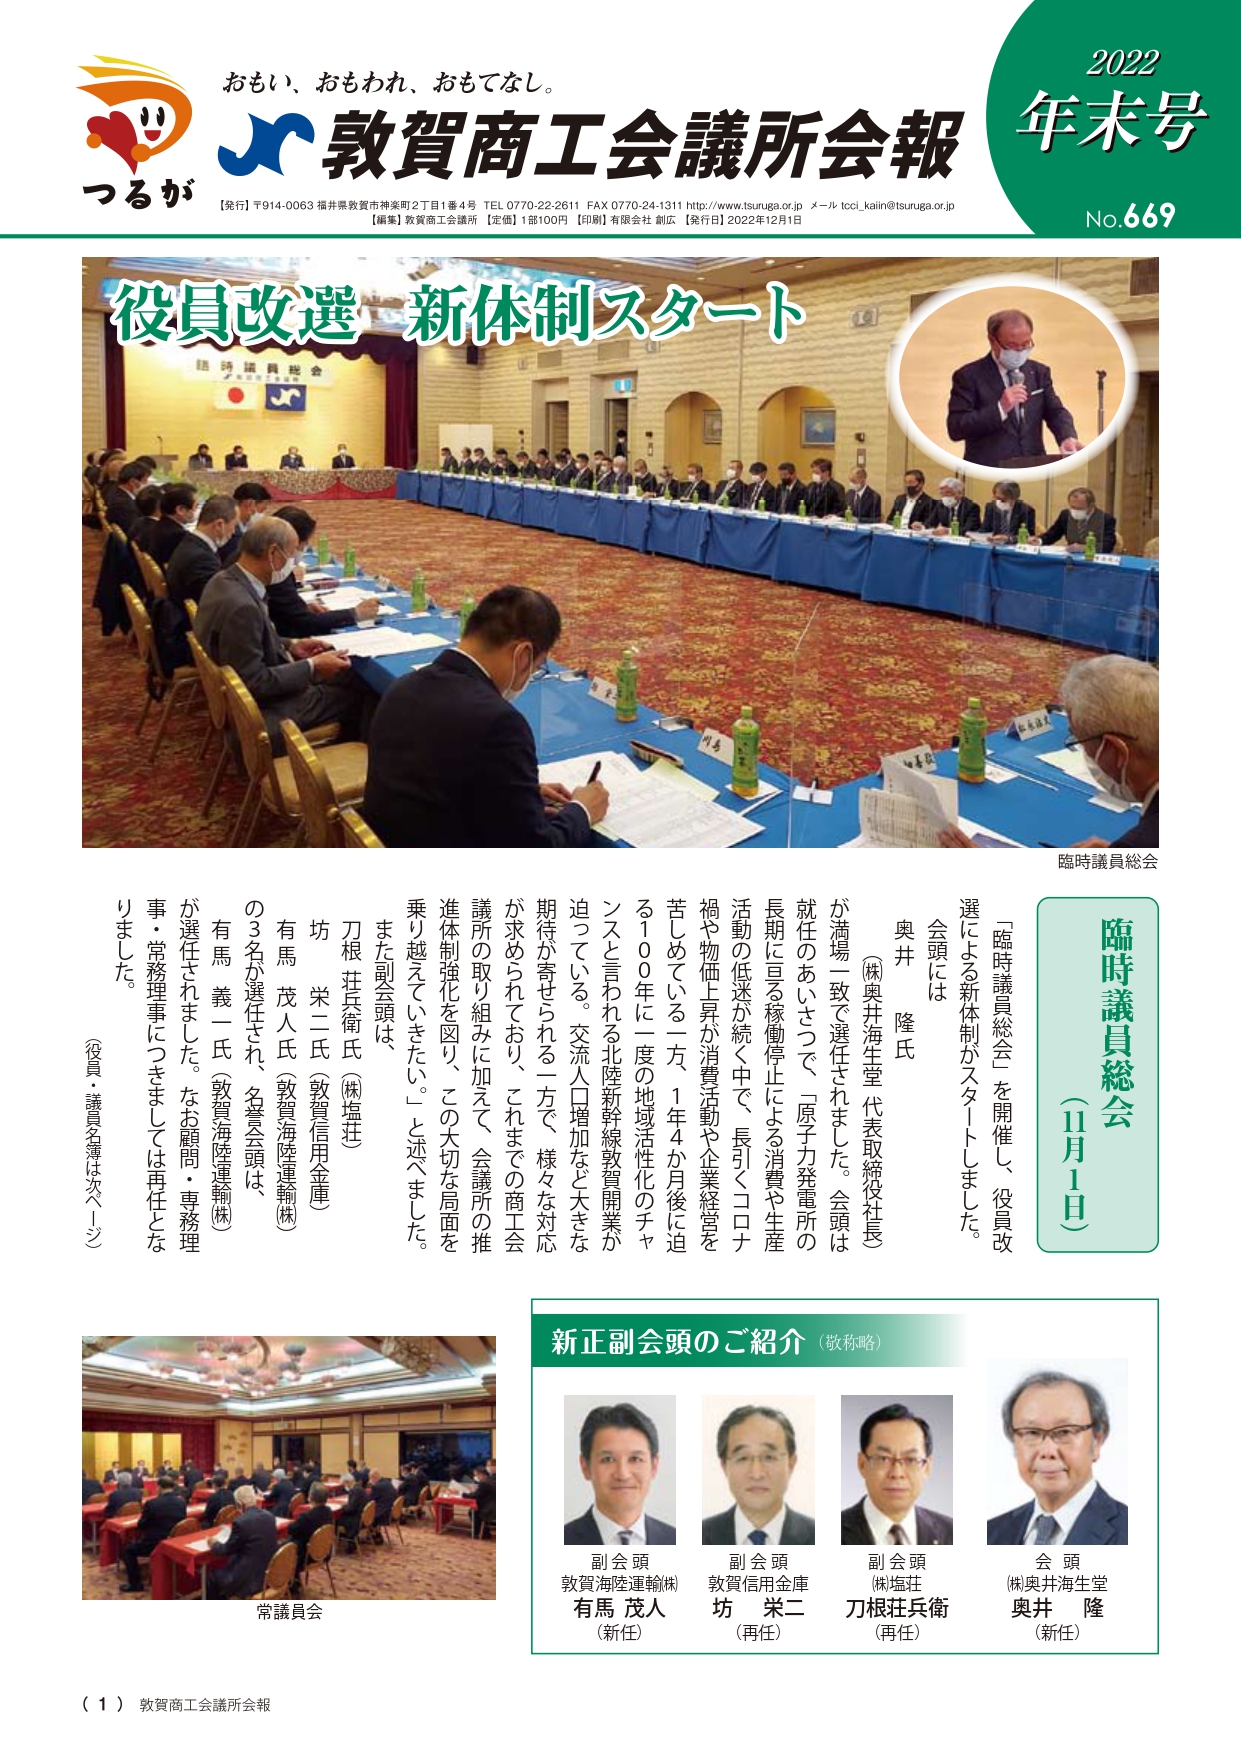 つるが
おもい、おもわれ、おもてなし。
敦賀商工会議所会報
【発行】〒914-0063 福井県敦賀市神楽町2丁目1番4号 TEL 0770-22-2611 FAX 0770-24-1311 http://www.tsuruga.or.jp メール tcci_kaiin@tsuruga.or.jp
【編集】敦賀商工会議所 【定価】1部100円 【印刷】有限会社 創広 【発行日】2022年12月1日
2022
年末号
No.669
役員改選 新体制スタート
臨時議員総会
敦賀商工会議所
川島
臨時議員総会
臨時議員総会
（11月1日）
「臨時議員総会」を開催し、役員改
選による新体制がスタートしました。
会頭には
奥井 隆氏
（㈱奥井海生堂 代表取締役社長）
が満場一致で選任されました。会頭は
就任のあいさつで、「原子力発電所の
長期に亘る稼働停止による消費や生産
活動の低迷が続く中で、長引くコロナ
禍や物価上昇が消費活動や企業経営を
苦しめている一方、1年4か月後に迫
る100年に一度の地域活性化のチャ
ンスと言われる北陸新幹線敦賀開業が
迫っている。交流人口増加など大きな
期待が寄せられる一方で、様々な対応
が求められており、これまでの商工会
議所の取り組みに加えて、会議所の推
進体制強化を図り、この大切な局面を
乗り越えていきたい。」と述べました。
また副会頭は、
刀根 荘兵衛 氏（㈱塩荘）
坊 栄二 氏（敦賀信用金庫）
有馬 茂人 氏（敦賀海陸運輸㈱）
の3名が選任され、名誉会頭は、
有馬 義一 氏（敦賀海陸運輸㈱）
が選任されました。なお顧問・専務理
事・常務理事につきましては再任とな
りました。
（役員・議員名簿は次ページ）
常議員会
新正副会頭のご紹介（敬称略）
副会頭
敦賀海陸運輸㈱
有馬 茂人
（新任）
副会頭
敦賀信用金庫
坊 栄二
（再任）
副会頭
㈱塩荘
刀根荘兵衛
（再任）
会 頭
㈱奥井海生堂
奥井 隆
（新任）
（ 1 ） 敦賀商工会議所会報